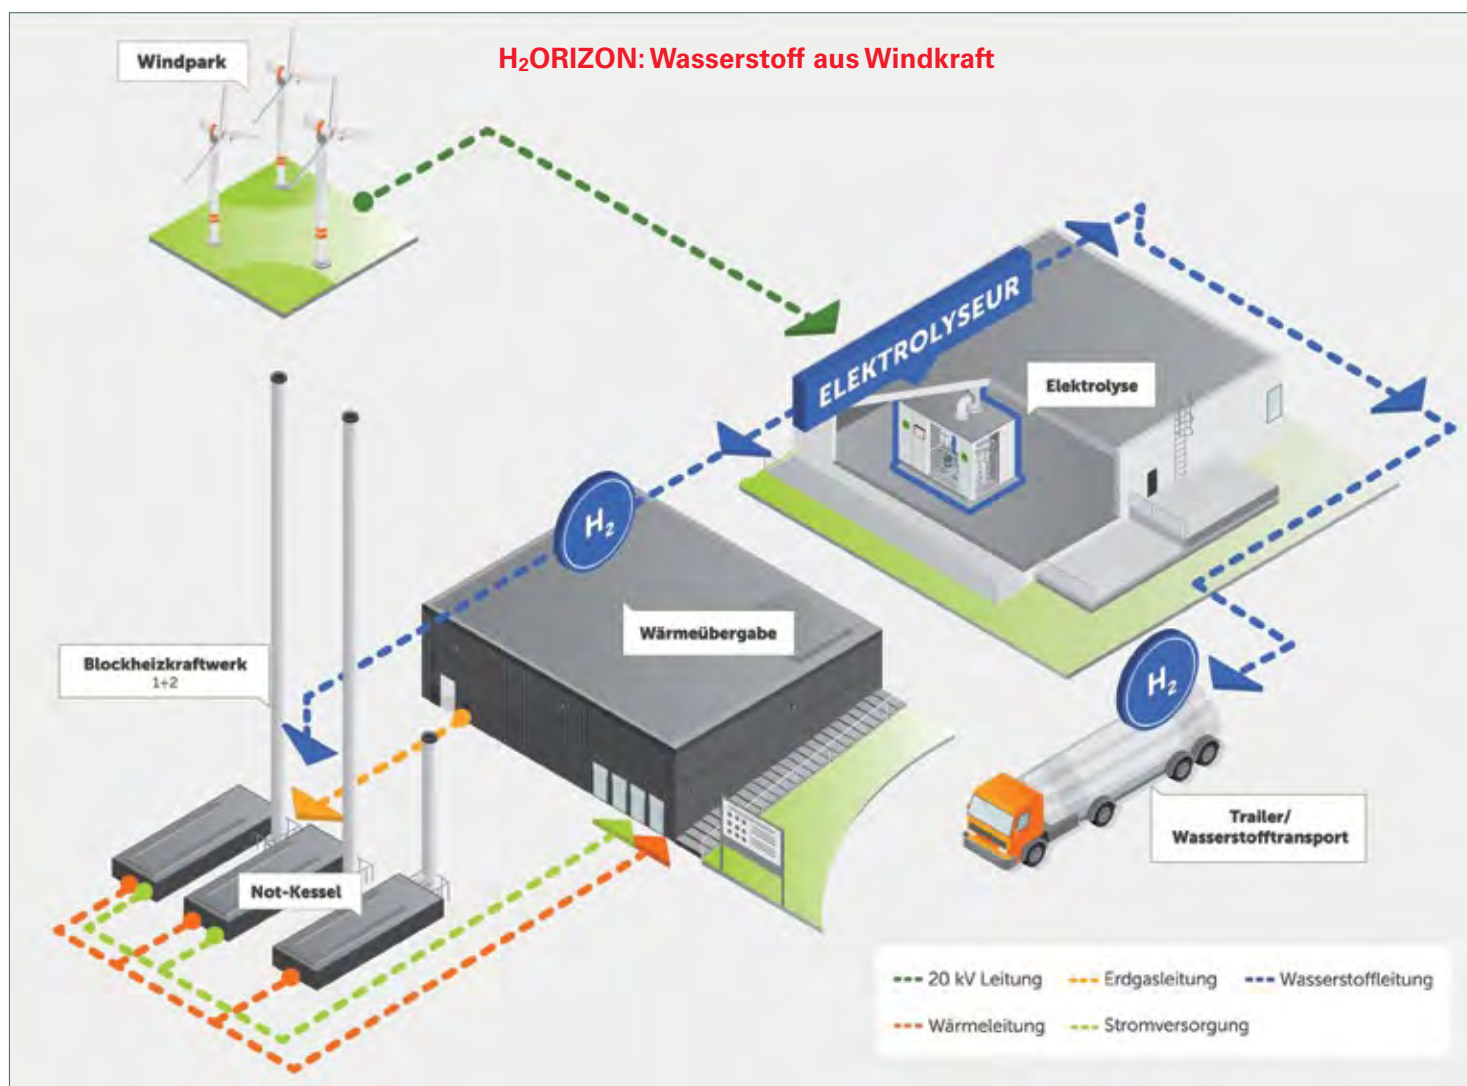 H₂ORIZON: Wasserstoff aus Windkraft
Windpark
ELEKTROLYSEUR
Elektrolyse
H₂
Wärmeübergabe
Blockheizkraftwerk
1+2
H₂
Trailer/
Wasserstofftransport
Not-Kessel
20 kV Leitung
Erdgasleitung
Wasserstoffleitung
Wärmeleitung
Stromversorgung